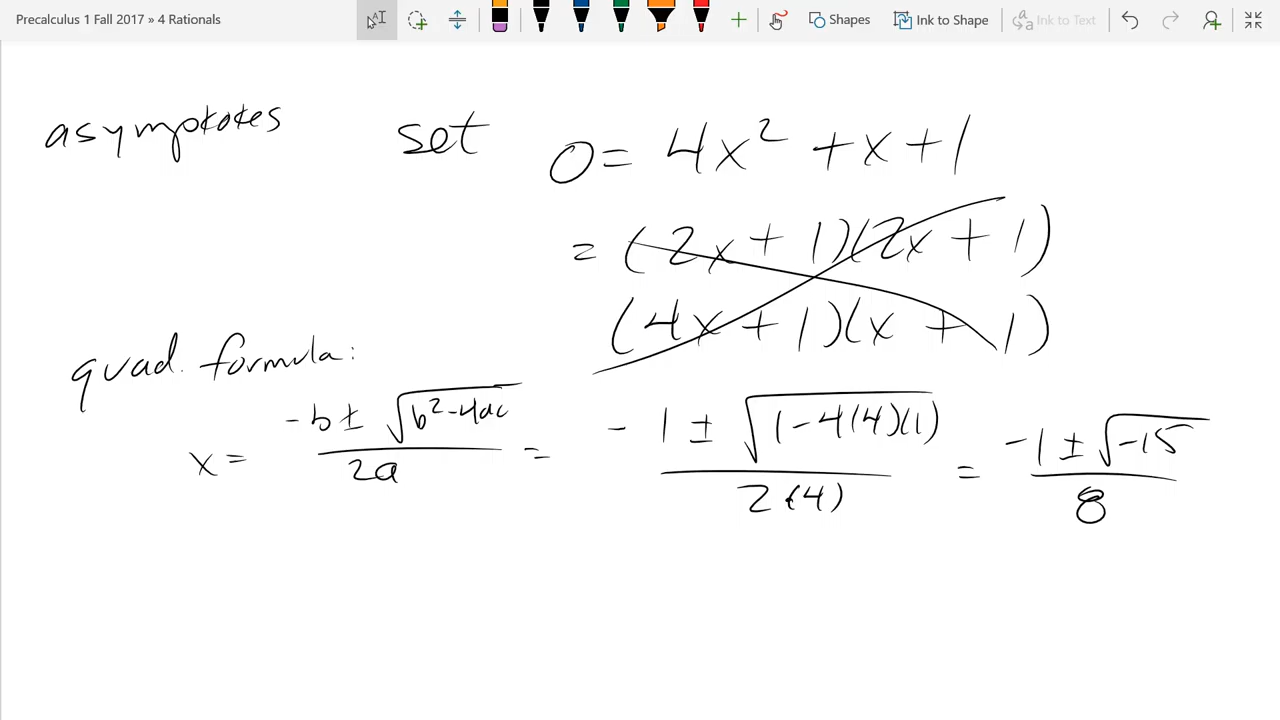 Precalculus 1 Fall 2017 » 4 Rationals
Shapes Ink to Shape Ink to Text
asymptotes set 0 = 4x² + x + 1
= (2x + 1)(2x + 1)
(4x + 1)(x + 1)
quad. formula:
x = (-b ± √(b² - 4ac))/(2a) = (-1 ± √(1 - 4(4)(1)))/(2(4)) = (-1 ± √(-15))/8